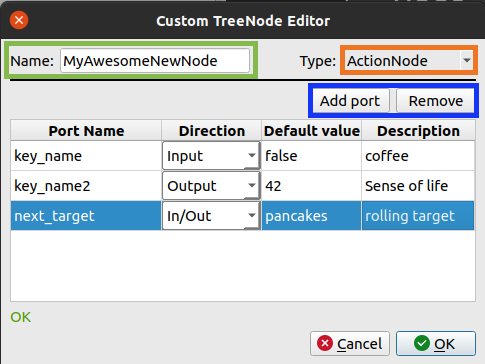 Custom TreeNode Editor
Name: MyAwesomeNewNode Type: ActionNode
Add port Remove
Port Name Direction Default value Description
key_name Input false coffee
key_name2 Output 42 Sense of life
next_target In/Out pancakes rolling target
OK
Cancel OK